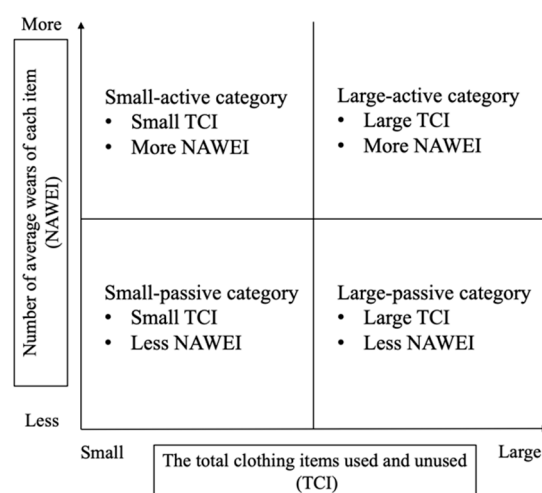 More
Number of average wears of each item
(NAWEI)
Small-active category
• Small TCI
• More NAWEI
Large-active category
• Large TCI
• More NAWEI
Small-passive category
• Small TCI
• Less NAWEI
Large-passive category
• Large TCI
• Less NAWEI
Less
Small
The total clothing items used and unused
(TCI)
Large